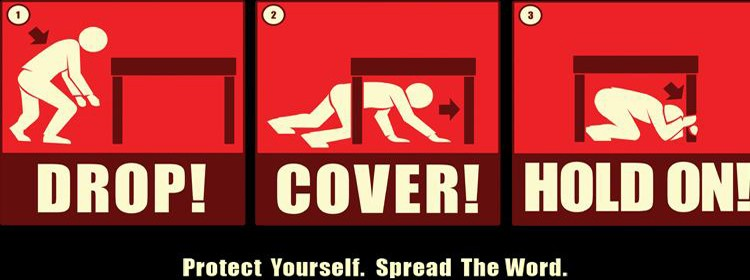 1
2
3
DROP!
COVER!
HOLD ON!
Protect Yourself. Spread The Word.